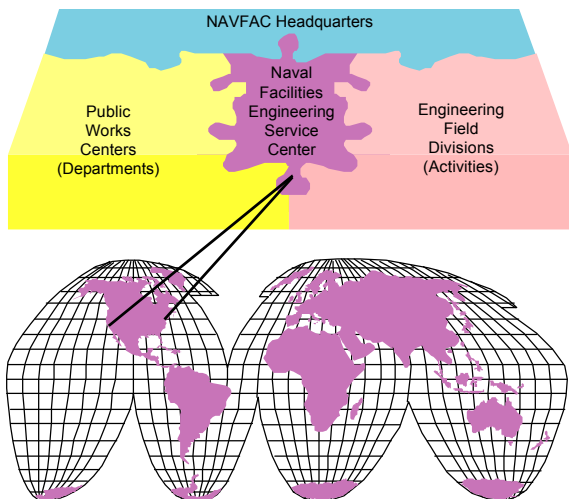 NAVFAC Headquarters
Public
Works
Centers
(Departments)
Naval
Facilities
Engineering
Service
Center
Engineering
Field
Divisions
(Activities)